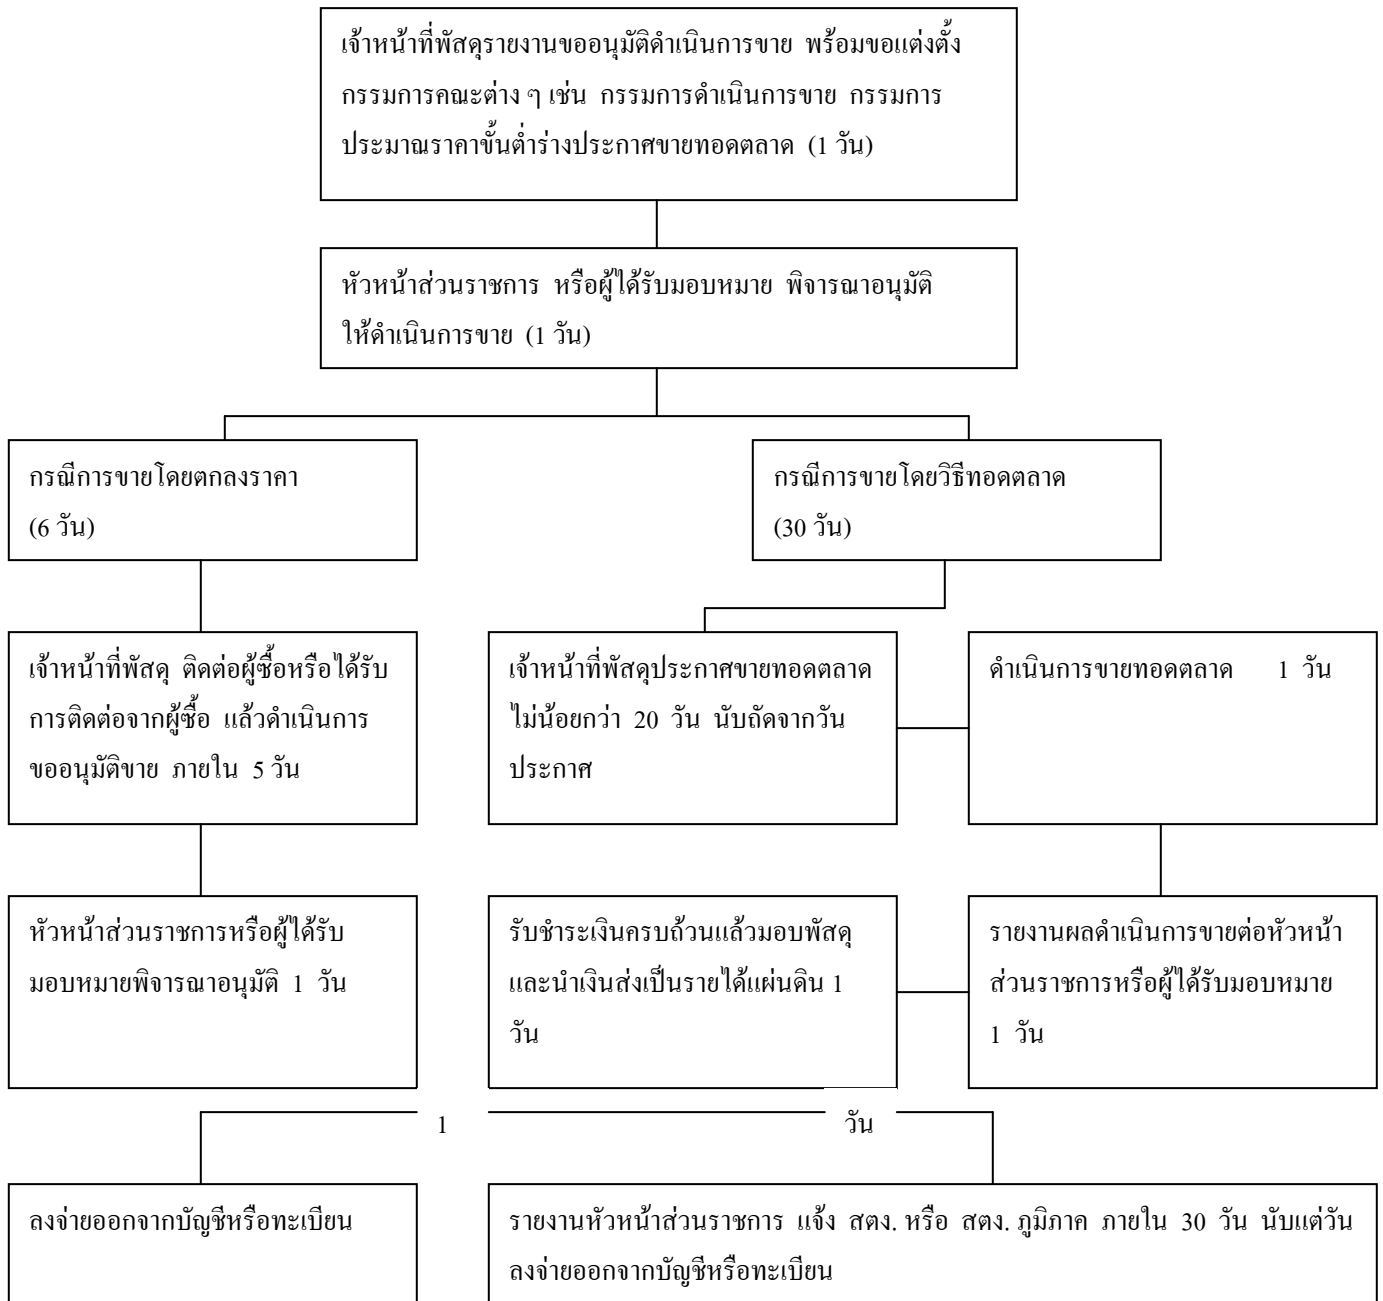 เจ้าหน้าที่พัสดุรายงานขออนุมัติดำเนินการขาย พร้อมขอแต่งตั้ง
กรรมการคณะต่าง ๆ เช่น กรรมการดำเนินการขาย กรรมการ
ประมาณราคาขั้นต่ำร่างประกาศขายทอดตลาด (1 วัน)
หัวหน้าส่วนราชการ หรือผู้ได้รับมอบหมาย พิจารณาอนุมัติ
ให้ดำเนินการขาย (1 วัน)
กรณีการขายโดยตกลงราคา
(6 วัน)
กรณีการขายโดยวิธีทอดตลาด
(30 วัน)
เจ้าหน้าที่พัสดุ ติดต่อผู้ซื้อหรือได้รับ
การติดต่อจากผู้ซื้อ แล้วดำเนินการ
ขออนุมัติขาย ภายใน 5 วัน
เจ้าหน้าที่พัสดุประกาศขายทอดตลาด
ไม่น้อยกว่า 20 วัน นับถัดจากวัน
ประกาศ
ดำเนินการขายทอดตลาด 1 วัน
หัวหน้าส่วนราชการหรือผู้ได้รับ
มอบหมายพิจารณาอนุมัติ 1 วัน
รับชำระเงินครบถ้วนแล้วมอบพัสดุ
และนำเงินส่งเป็นรายได้แผ่นดิน 1
วัน
รายงานผลดำเนินการขายต่อหัวหน้า
ส่วนราชการหรือผู้ได้รับมอบหมาย
1 วัน
1 วัน
ลงจ่ายออกจากบัญชีหรือทะเบียน
รายงานหัวหน้าส่วนราชการ แจ้ง สตง. หรือ สตง. ภูมิภาค ภายใน 30 วัน นับแต่วัน
ลงจ่ายออกจากบัญชีหรือทะเบียน